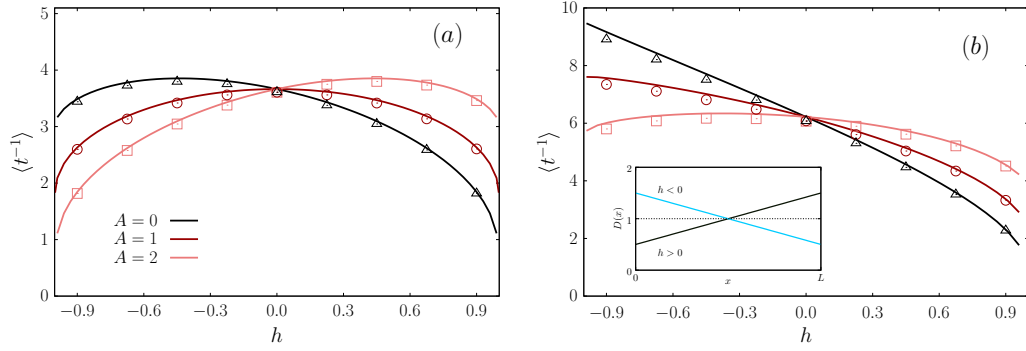 5
4
3
2
1
0
⟨t⁻¹⟩
(a)
A = 0
A = 1
A = 2
−0.9 −0.6 −0.3 0.0 0.3 0.6 0.9
h
10
8
6
4
2
0
⟨t⁻¹⟩
(b)
2
1
0
D(x)
h < 0
h > 0
0 x L
−0.9 −0.6 −0.3 0.0 0.3 0.6 0.9
h